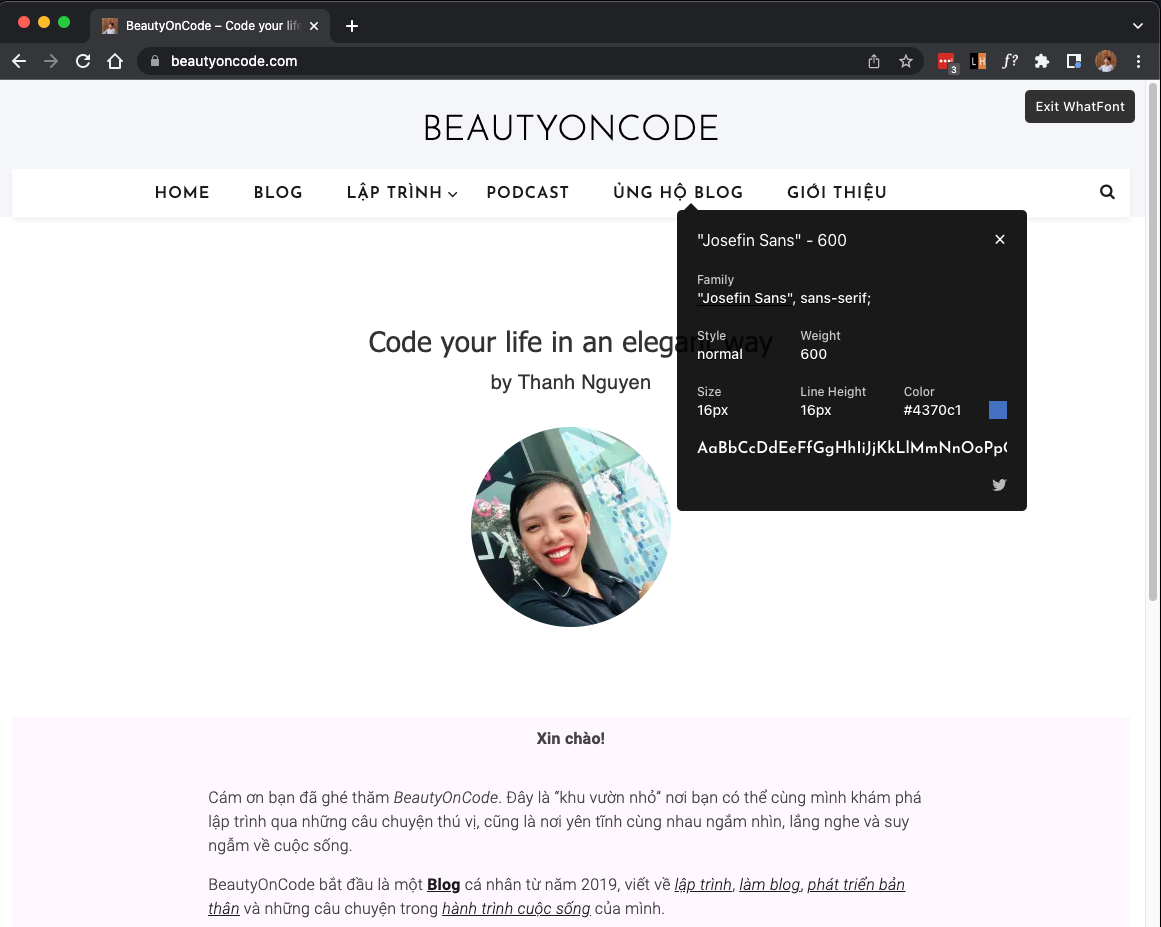 BeautyOnCode – Code your life
beautyoncode.com
3
LH
f?
Exit WhatFont
BEAUTYONCODE
HOME BLOG LẬP TRÌNH PODCAST ỦNG HỘ BLOG GIỚI THIỆU
"Josefin Sans" - 600
Family
"Josefin Sans", sans-serif;
Style Weight
normal 600
Size Line Height Color
16px 16px #4370c1
AaBbCcDdEeFfGgHhIiJjKkLlMmNnOoPp
Code your life in an elegant way
by Thanh Nguyen
Xin chào!
Cám ơn bạn đã ghé thăm BeautyOnCode. Đây là “khu vườn nhỏ” nơi bạn có thể cùng mình khám phá
lập trình qua những câu chuyện thú vị, cũng là nơi yên tĩnh cùng nhau ngắm nhìn, lắng nghe và suy
ngẫm về cuộc sống.
BeautyOnCode bắt đầu là một Blog cá nhân từ năm 2019, viết về lập trình, làm blog, phát triển bản
thân và những câu chuyện trong hành trình cuộc sống của mình.